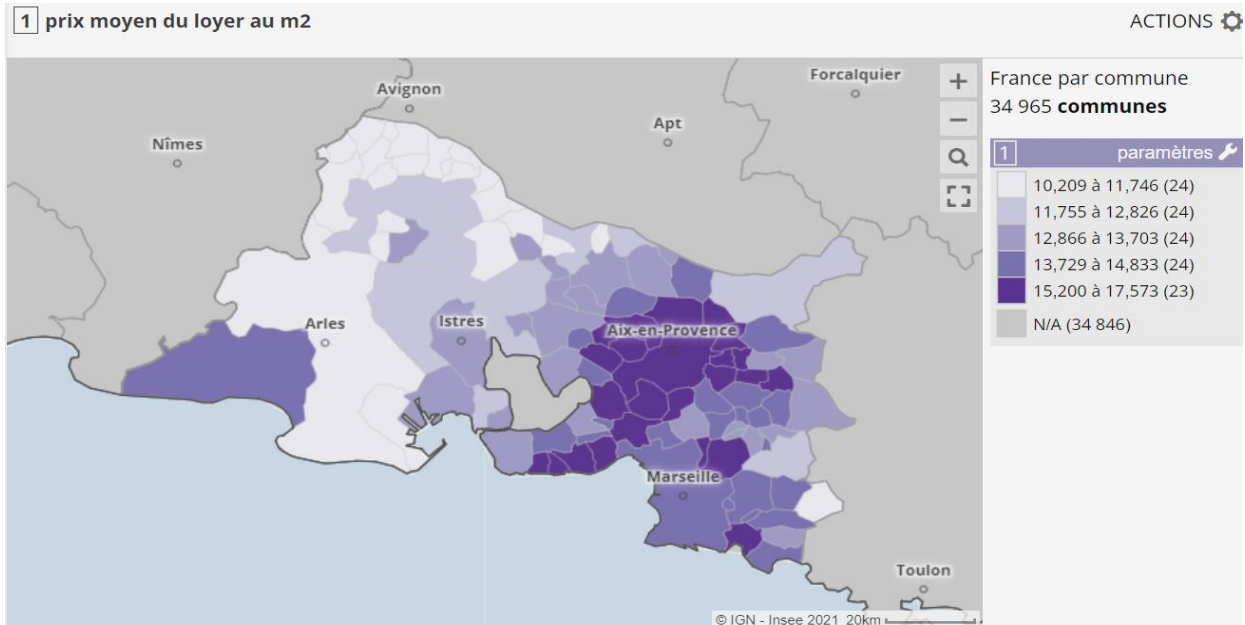 1 prix moyen du loyer au m2
ACTIONS
Forcalquier
Avignon
Apt
Nîmes
Arles
Istres
Aix-en-Provence
Marseille
Toulon
© IGN - Insee 2021 20km
+
−
France par commune
34 965 communes
1 paramètres
10,209 à 11,746 (24)
11,755 à 12,826 (24)
12,866 à 13,703 (24)
13,729 à 14,833 (24)
15,200 à 17,573 (23)
N/A (34 846)